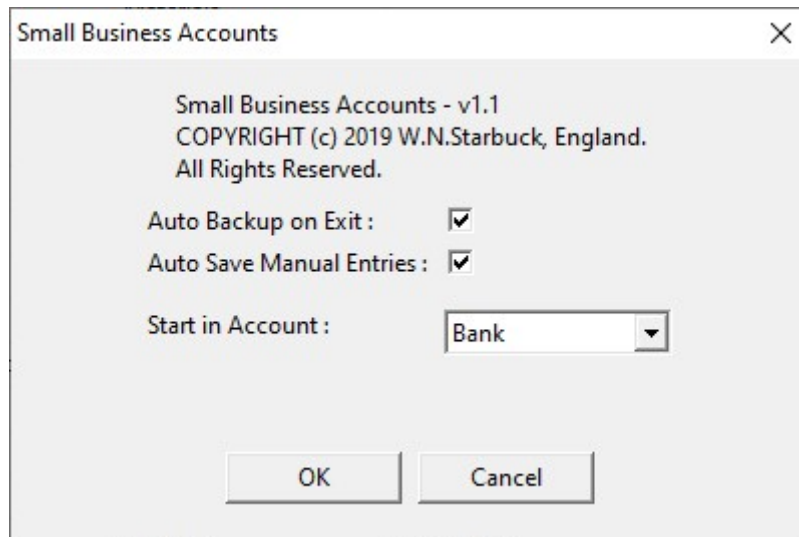 Small Business Accounts
Small Business Accounts - v1.1
COPYRIGHT (c) 2019 W.N.Starbuck, England.
All Rights Reserved.
Auto Backup on Exit :
Auto Save Manual Entries :
Start in Account : Bank
OK Cancel